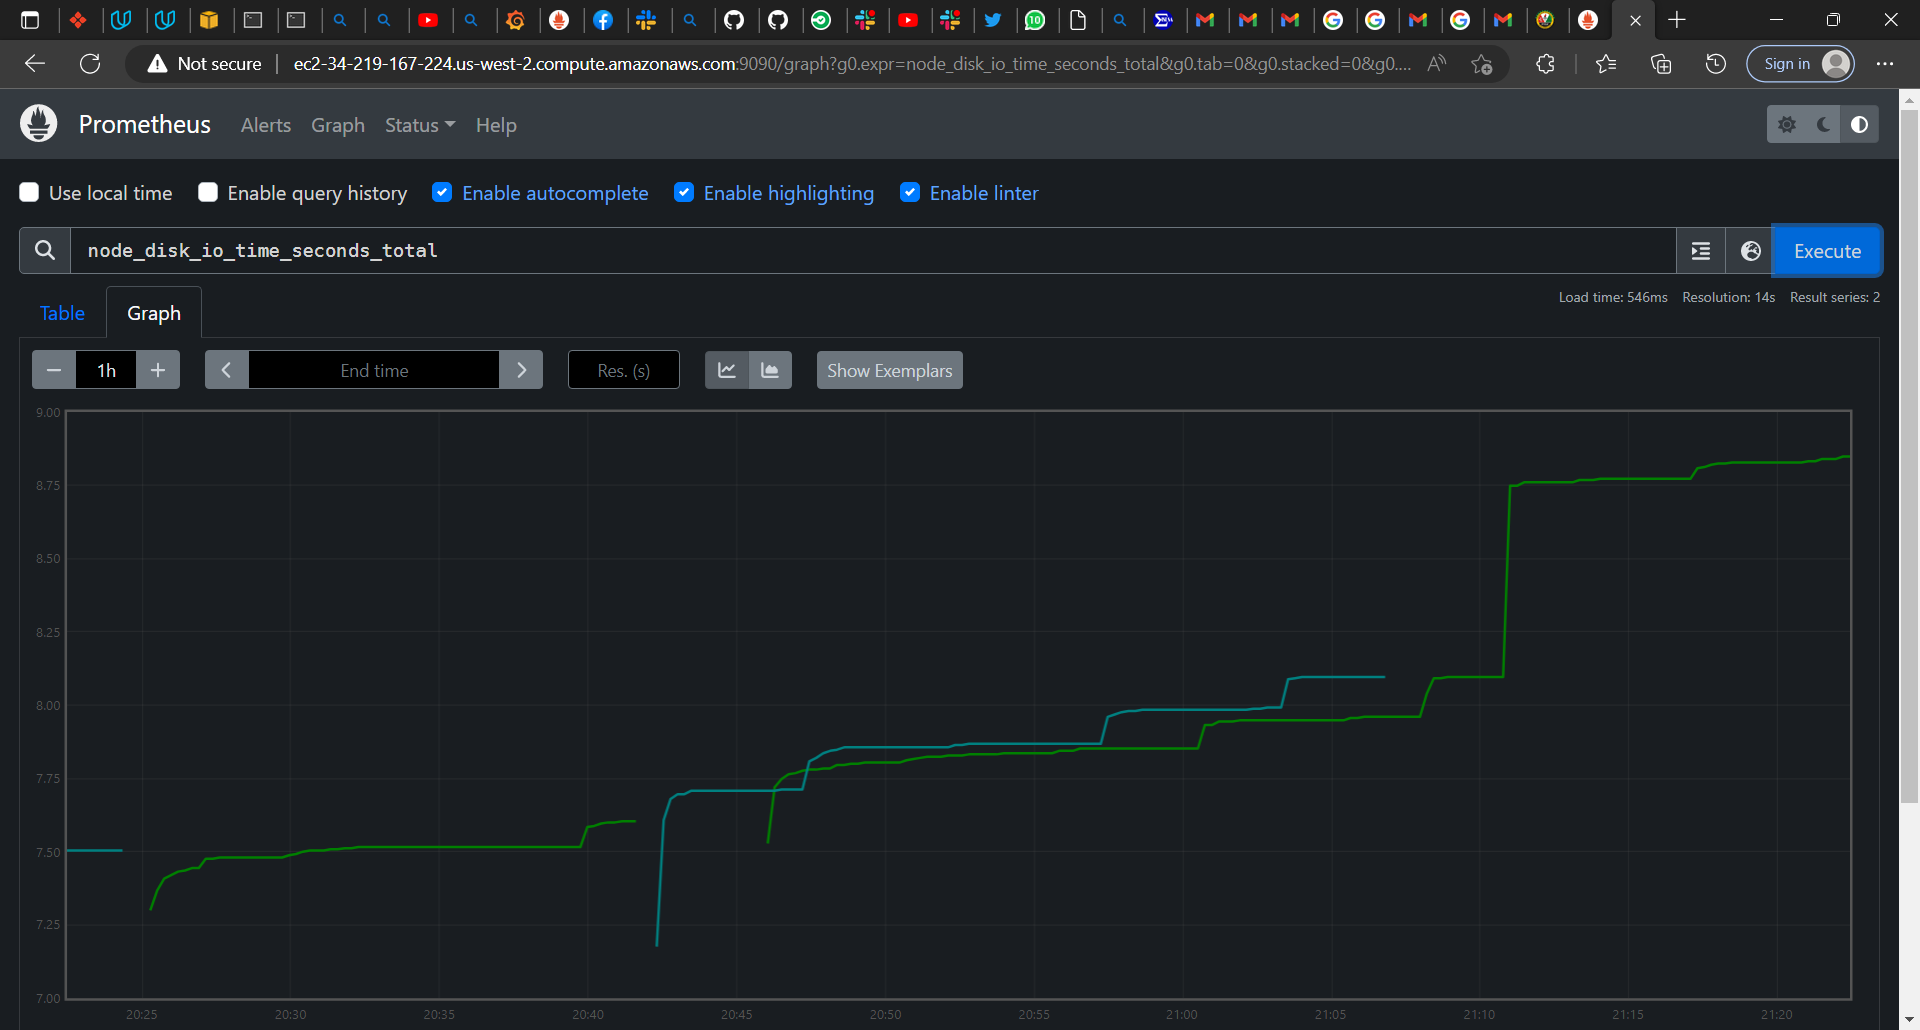 10
Not secure
ec2-34-219-167-224.us-west-2.compute.amazonaws.com:9090/graph?g0.expr=node_disk_io_time_seconds_total&g0.tab=0&g0.stacked=0&g0....
Sign in
Prometheus Alerts Graph Status Help
Use local time Enable query history Enable autocomplete Enable highlighting Enable linter
node_disk_io_time_seconds_total
Execute
Table Graph
Load time: 546ms Resolution: 14s Result series: 2
1h End time Res. (s) Show Exemplars
9.00
8.75
8.50
8.25
8.00
7.75
7.50
7.25
7.00
20:25 20:30 20:35 20:40 20:45 20:50 20:55 21:00 21:05 21:10 21:15 21:20